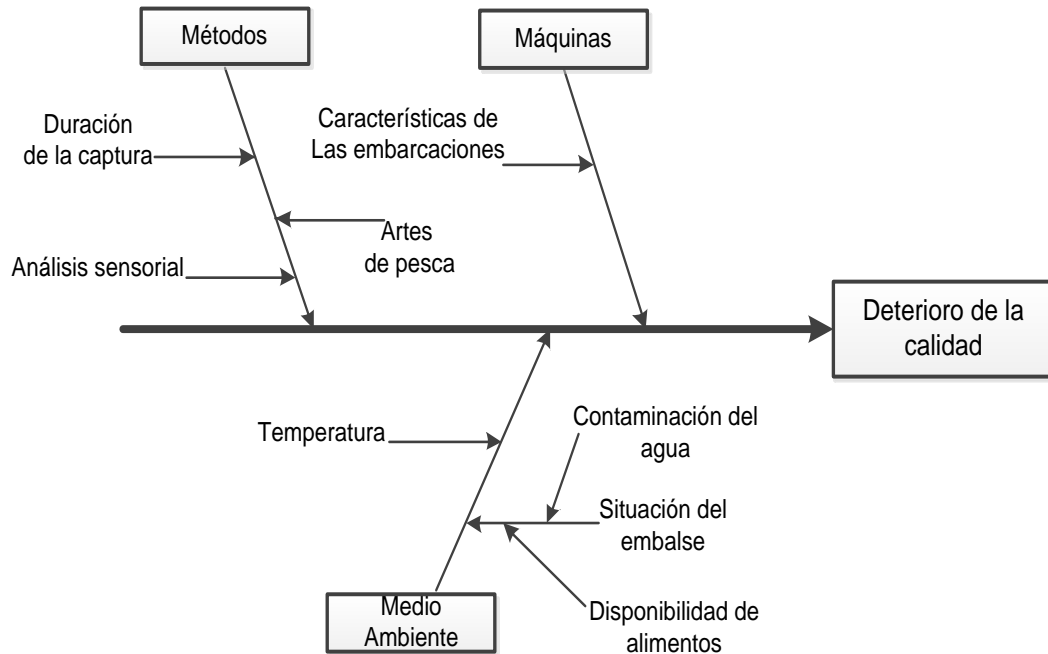 Métodos
Máquinas
Duración
de la captura
Características de
Las embarcaciones
Artes
de pesca
Análisis sensorial
Deterioro de la
calidad
Temperatura
Contaminación del
agua
Situación del
embalse
Medio
Ambiente
Disponibilidad de
alimentos